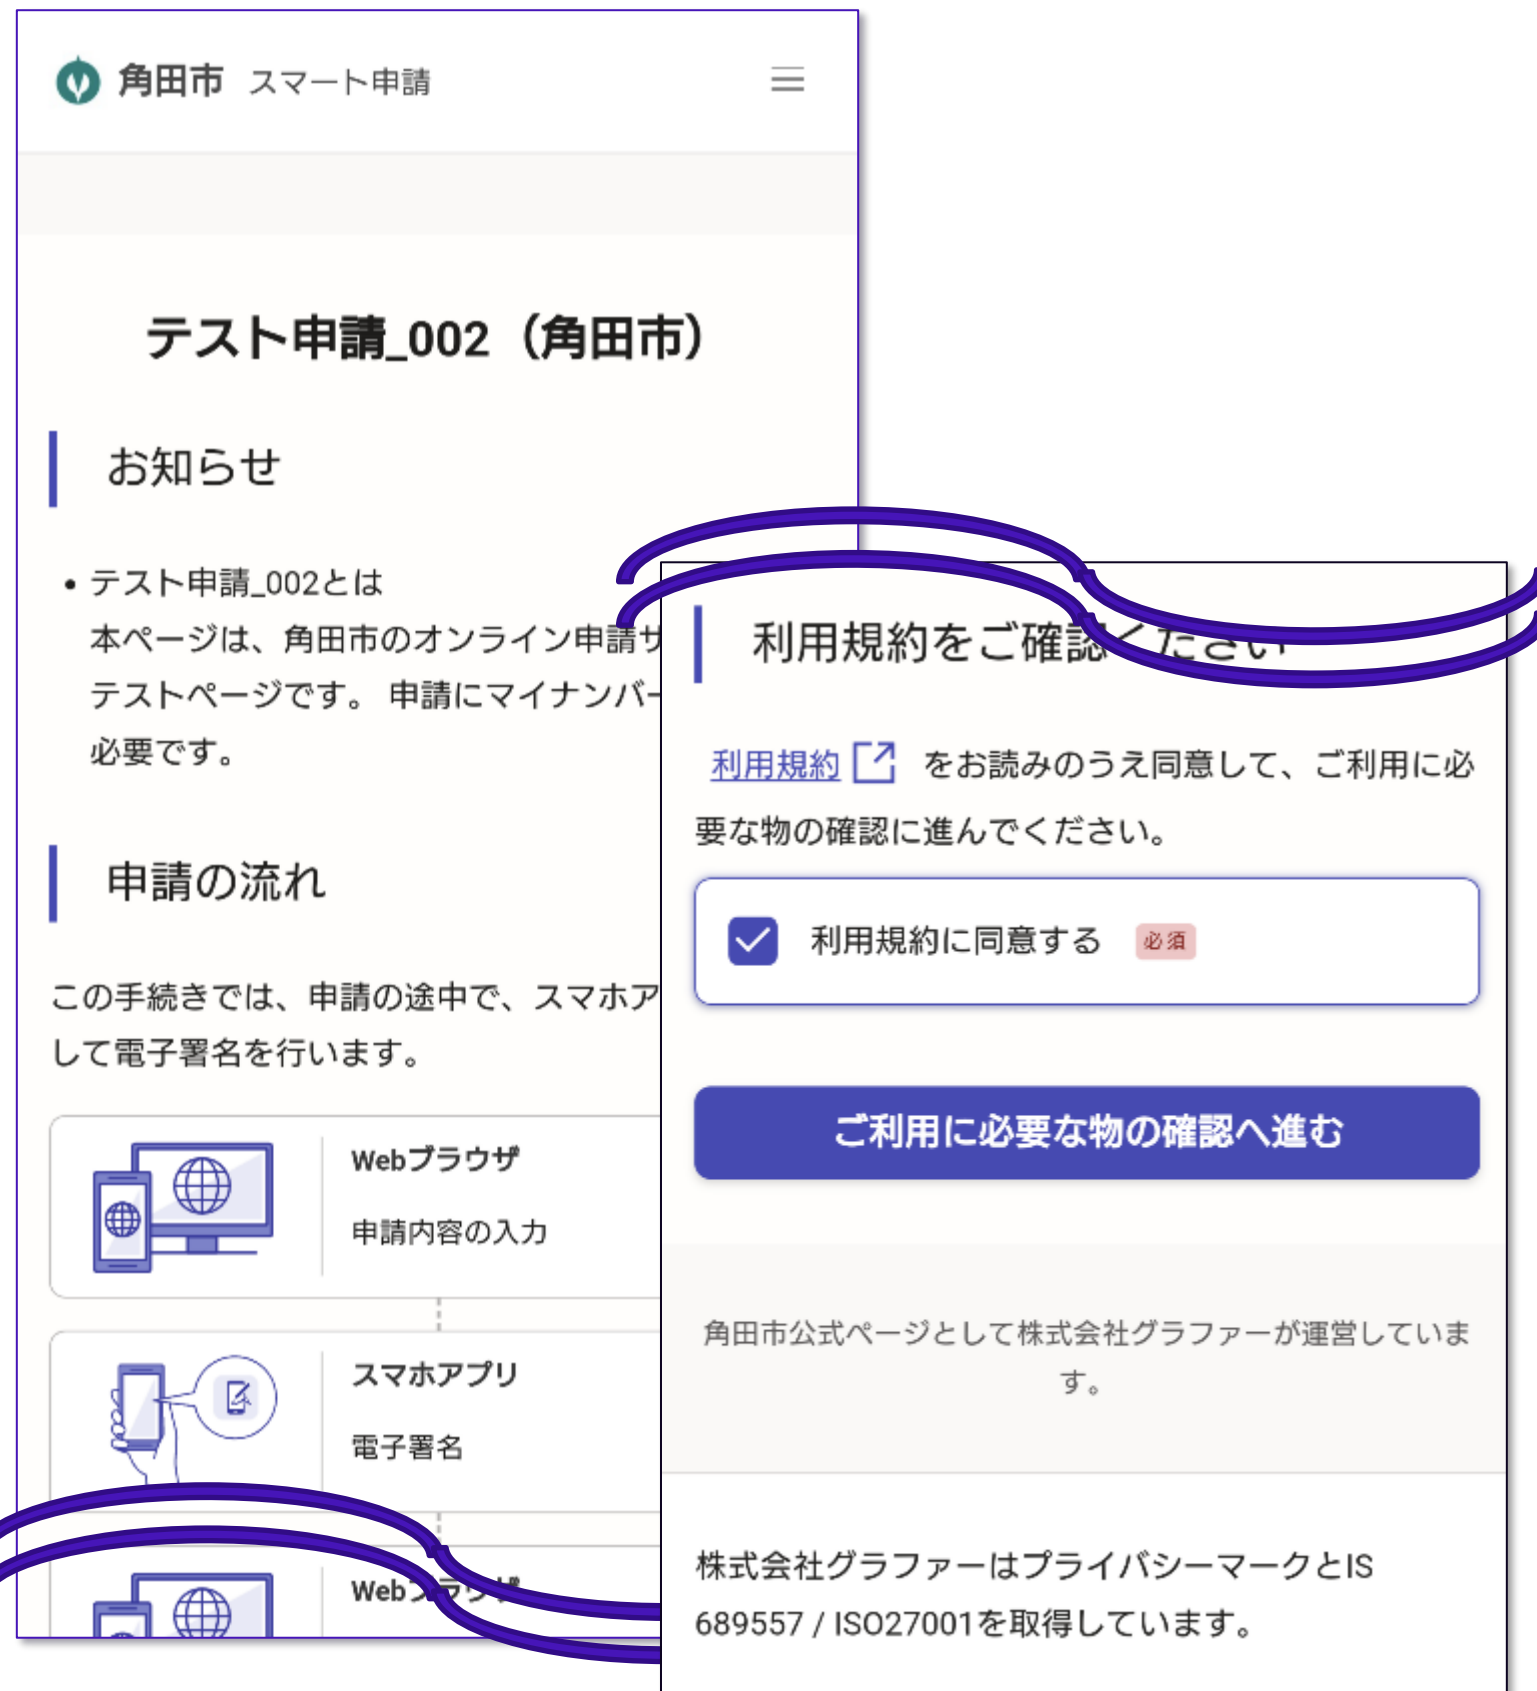 角田市 スマート申請
テスト申請_002（角田市）
お知らせ
• テスト申請_002とは
本ページは、角田市のオンライン申請サ
テストページです。 申請にマイナンバー
必要です。
申請の流れ
この手続きでは、申請の途中で、スマホア
して電子署名を行います。
Webブラウザ
申請内容の入力
スマホアプリ
電子署名
Webブラウザ
利用規約をご確認ください
利用規約 をお読みのうえ同意して、ご利用に必
要な物の確認に進んでください。
利用規約に同意する 必須
ご利用に必要な物の確認へ進む
角田市公式ページとして株式会社グラファーが運営していま
す。
株式会社グラファーはプライバシーマークとIS
689557 / ISO27001を取得しています。